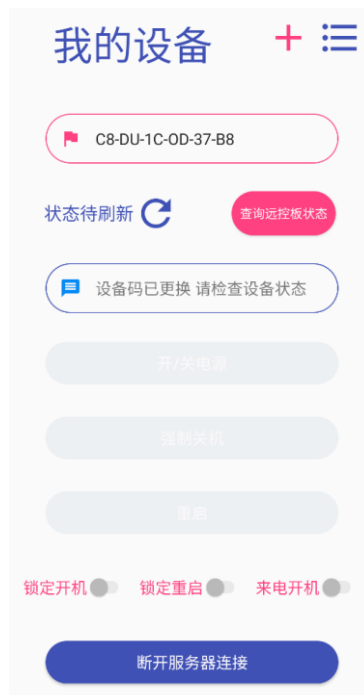 我的设备
C8-DU-1C-OD-37-B8
状态待刷新
查询远控板状态
设备码已更换 请检查设备状态
开/关电源
强制关机
重启
锁定开机 锁定重启 来电开机
断开服务器连接